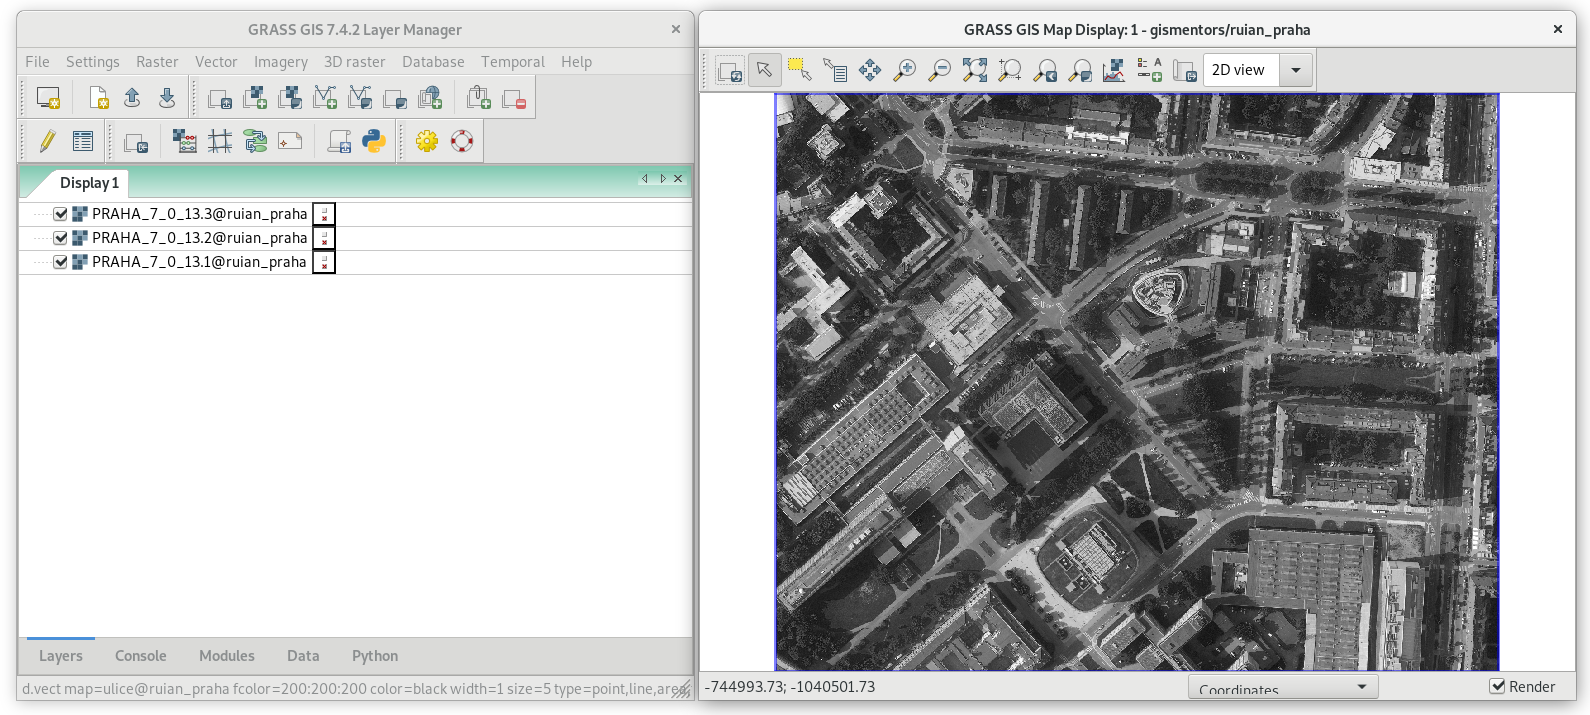 GRASS GIS 7.4.2 Layer Manager
File Settings Raster Vector Imagery 3D raster Database Temporal Help
Display 1
PRAHA_7_0_13.3@ruian_praha
PRAHA_7_0_13.2@ruian_praha
PRAHA_7_0_13.1@ruian_praha
Layers Console Modules Data Python
d.vect map=ulice@ruian_praha fcolor=200:200:200 color=black width=1 size=5 type=point,line,area,
GRASS GIS Map Display: 1 - gismentors/ruian_praha
2D view
-744993.73; -1040501.73
Coordinates
Render